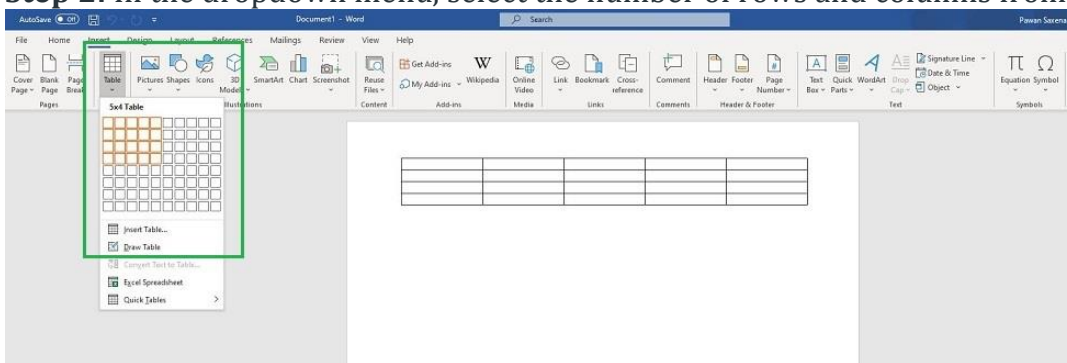 Step 2: In the dropdown menu, select the number of rows and columns from
AutoSave Off Document1 - Word Search Pawan Saxena
File Home Insert Design Layout References Mailings Review View Help
Cover Page Blank Page Page Break Table Pictures Shapes Icons 3D Models SmartArt Chart Screenshot Reuse Files Get Add-ins My Add-ins Wikipedia Online Video Link Bookmark Cross-reference Comment Header Footer Page Number Text Box Quick Parts WordArt Drop Cap Signature Line Date & Time Object Equation Symbol
Pages Illustrations Content Add-ins Media Links Comments Header & Footer Text Symbols
5x4 Table
Insert Table...
Draw Table
Convert Text to Table...
Excel Spreadsheet
Quick Tables